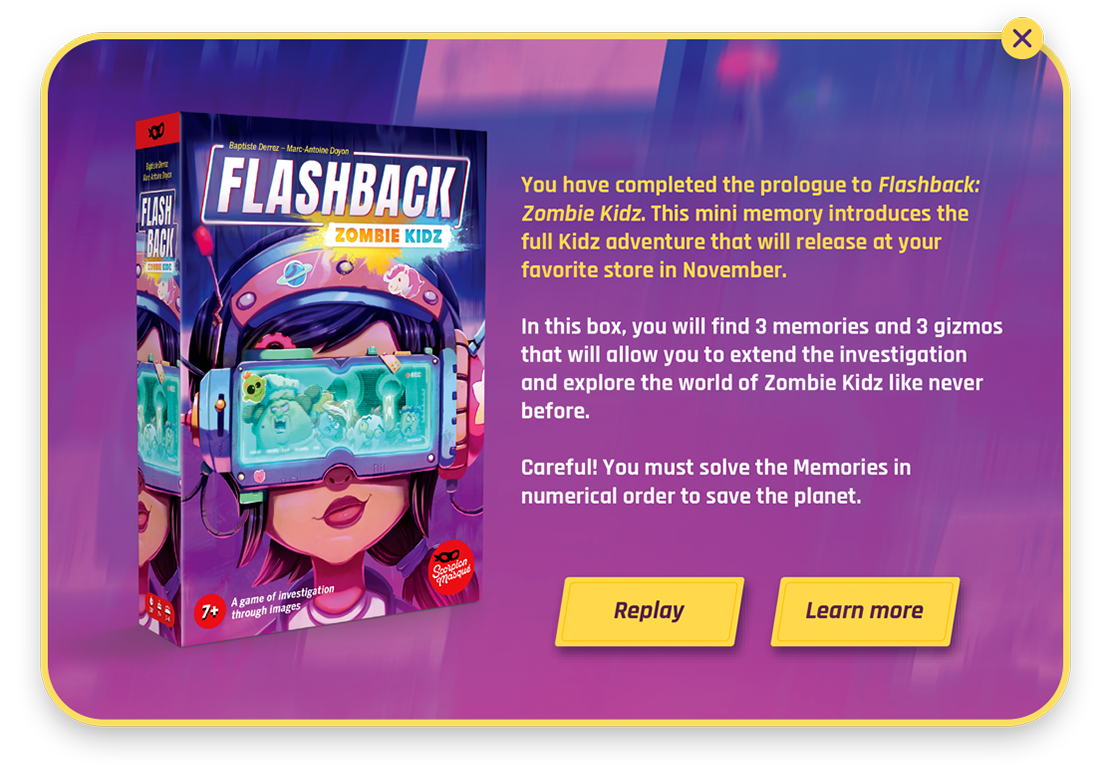 Baptiste Derrez – Marc-Antoine Doyon
FLASHBACK
ZOMBIE KIDZ
Baptiste Derrez
Marc-Antoine Doyon
FLASH
BACK
ZOMBIE KIDZ
7+
A game of investigation
through images
Scorpion
Masqué
You have completed the prologue to Flashback:
Zombie Kidz. This mini memory introduces the
full Kidz adventure that will release at your
favorite store in November.
In this box, you will find 3 memories and 3 gizmos
that will allow you to extend the investigation
and explore the world of Zombie Kidz like never
before.
Careful! You must solve the Memories in
numerical order to save the planet.
Replay
Learn more